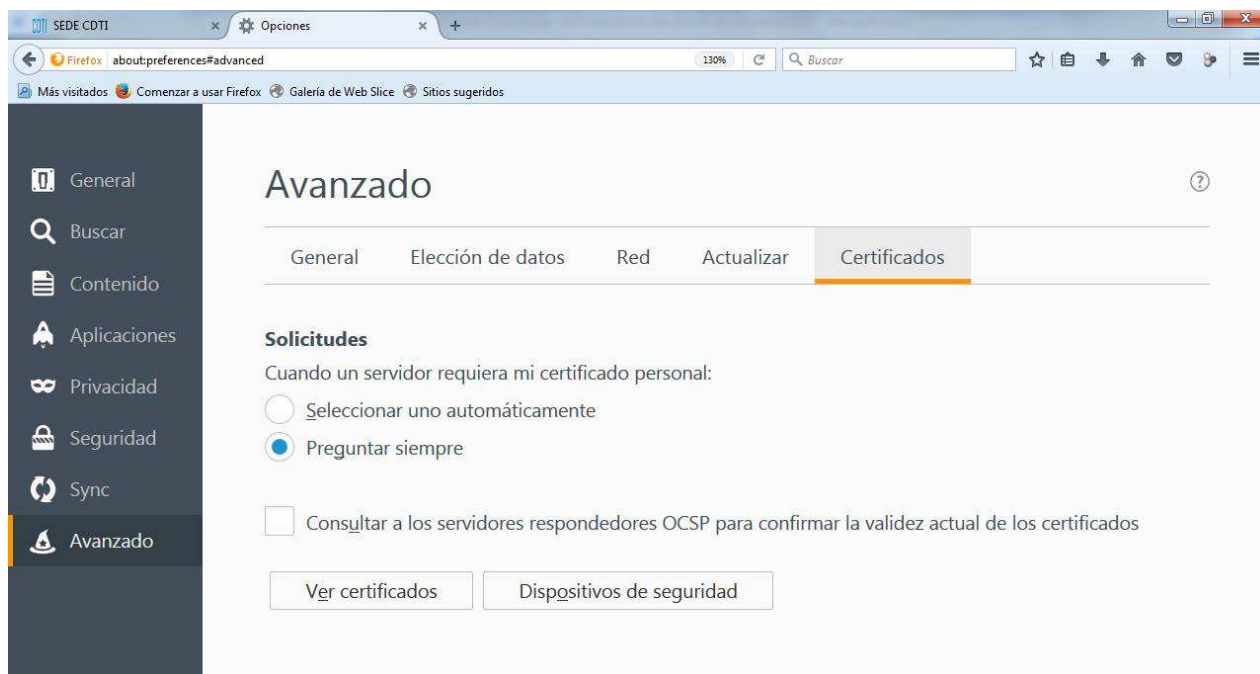 CDTI SEDE CDTI
Opciones
Firefox about:preferences#advanced 130% Buscar
Más visitados Comenzar a usar Firefox Galería de Web Slice Sitios sugeridos
General
Buscar
Contenido
Aplicaciones
Privacidad
Seguridad
Sync
Avanzado
Avanzado
General Elección de datos Red Actualizar Certificados
Solicitudes
Cuando un servidor requiera mi certificado personal:
Seleccionar uno automáticamente
Preguntar siempre
Consultar a los servidores respondedores OCSP para confirmar la validez actual de los certificados
Ver certificados Dispositivos de seguridad